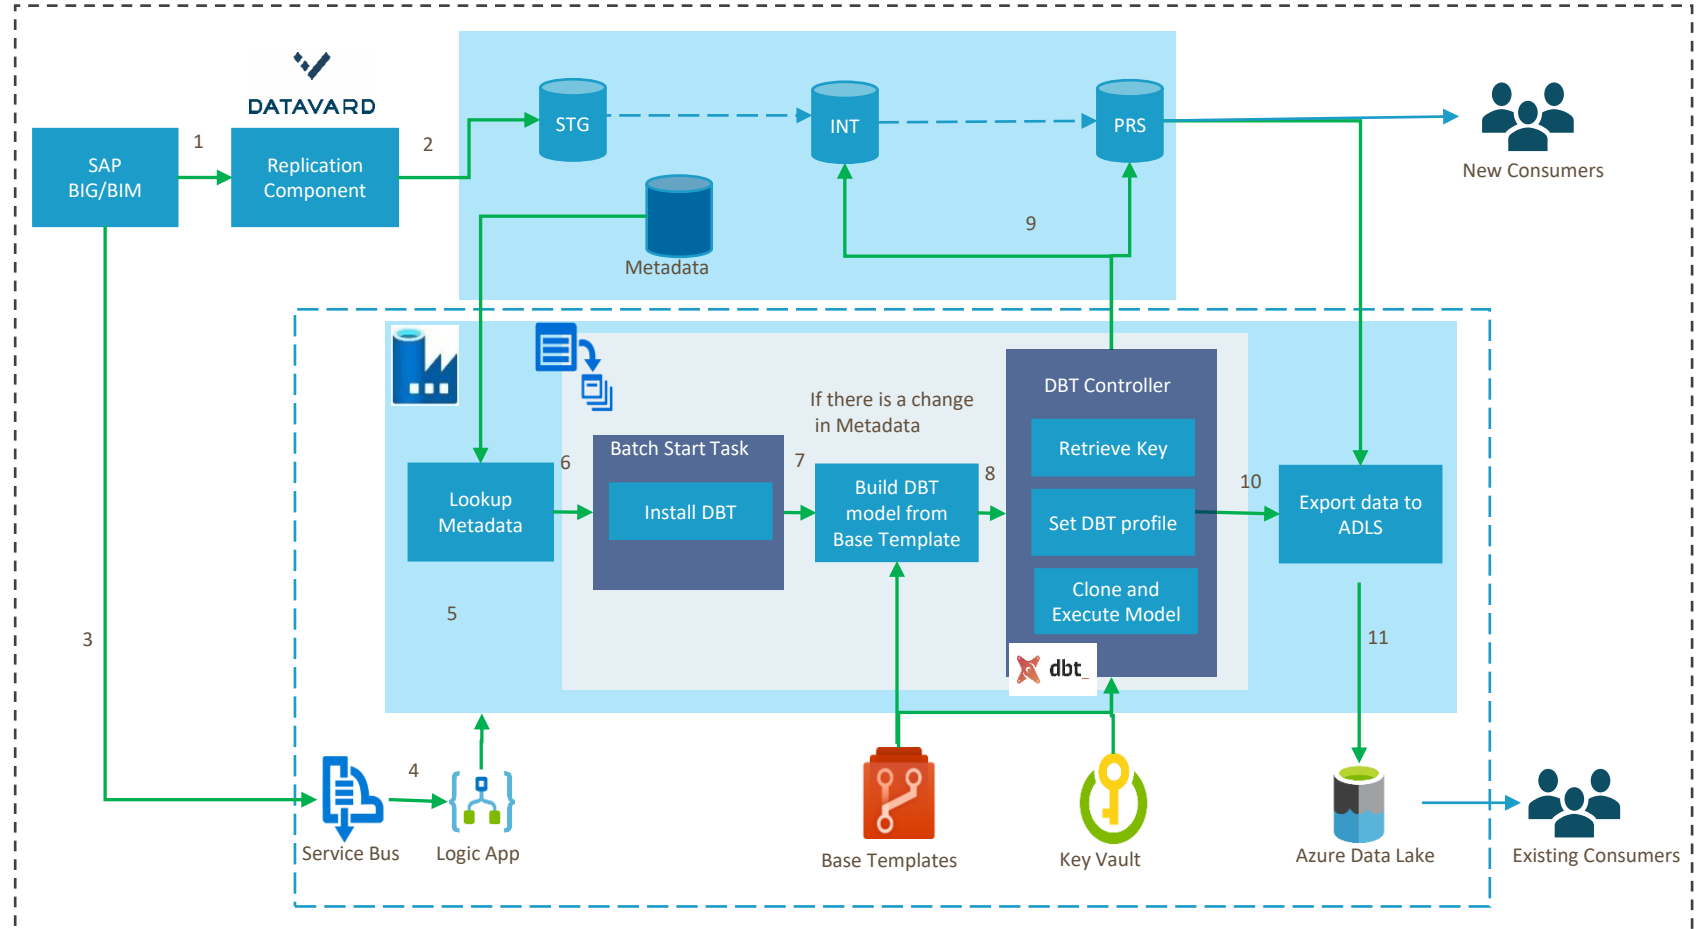 DATAVARD
SAP
BIG/BIM
1
Replication
Component
2
STG
INT
PRS
New Consumers
Metadata
9
3
DBT Controller
If there is a change
in Metadata
Batch Start Task
Install DBT
6
7
8
Retrieve Key
Set DBT profile
Clone and
Execute Model
dbt_
Lookup
Metadata
Build DBT
model from
Base Template
10
Export data to
ADLS
5
11
4
Service Bus
Logic App
Base Templates
Key Vault
Azure Data Lake
Existing Consumers